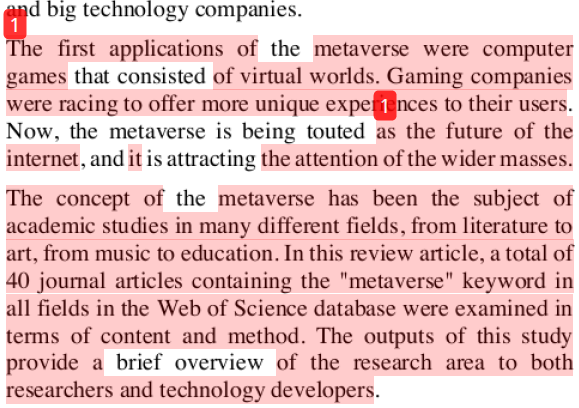 and big technology companies.
1
The first applications of the metaverse were computer
games that consisted of virtual worlds. Gaming companies
were racing to offer more unique experiences to their users.
1
Now, the metaverse is being touted as the future of the
internet, and it is attracting the attention of the wider masses.
The concept of the metaverse has been the subject of
academic studies in many different fields, from literature to
art, from music to education. In this review article, a total of
40 journal articles containing the "metaverse" keyword in
all fields in the Web of Science database were examined in
terms of content and method. The outputs of this study
provide a brief overview of the research area to both
researchers and technology developers.